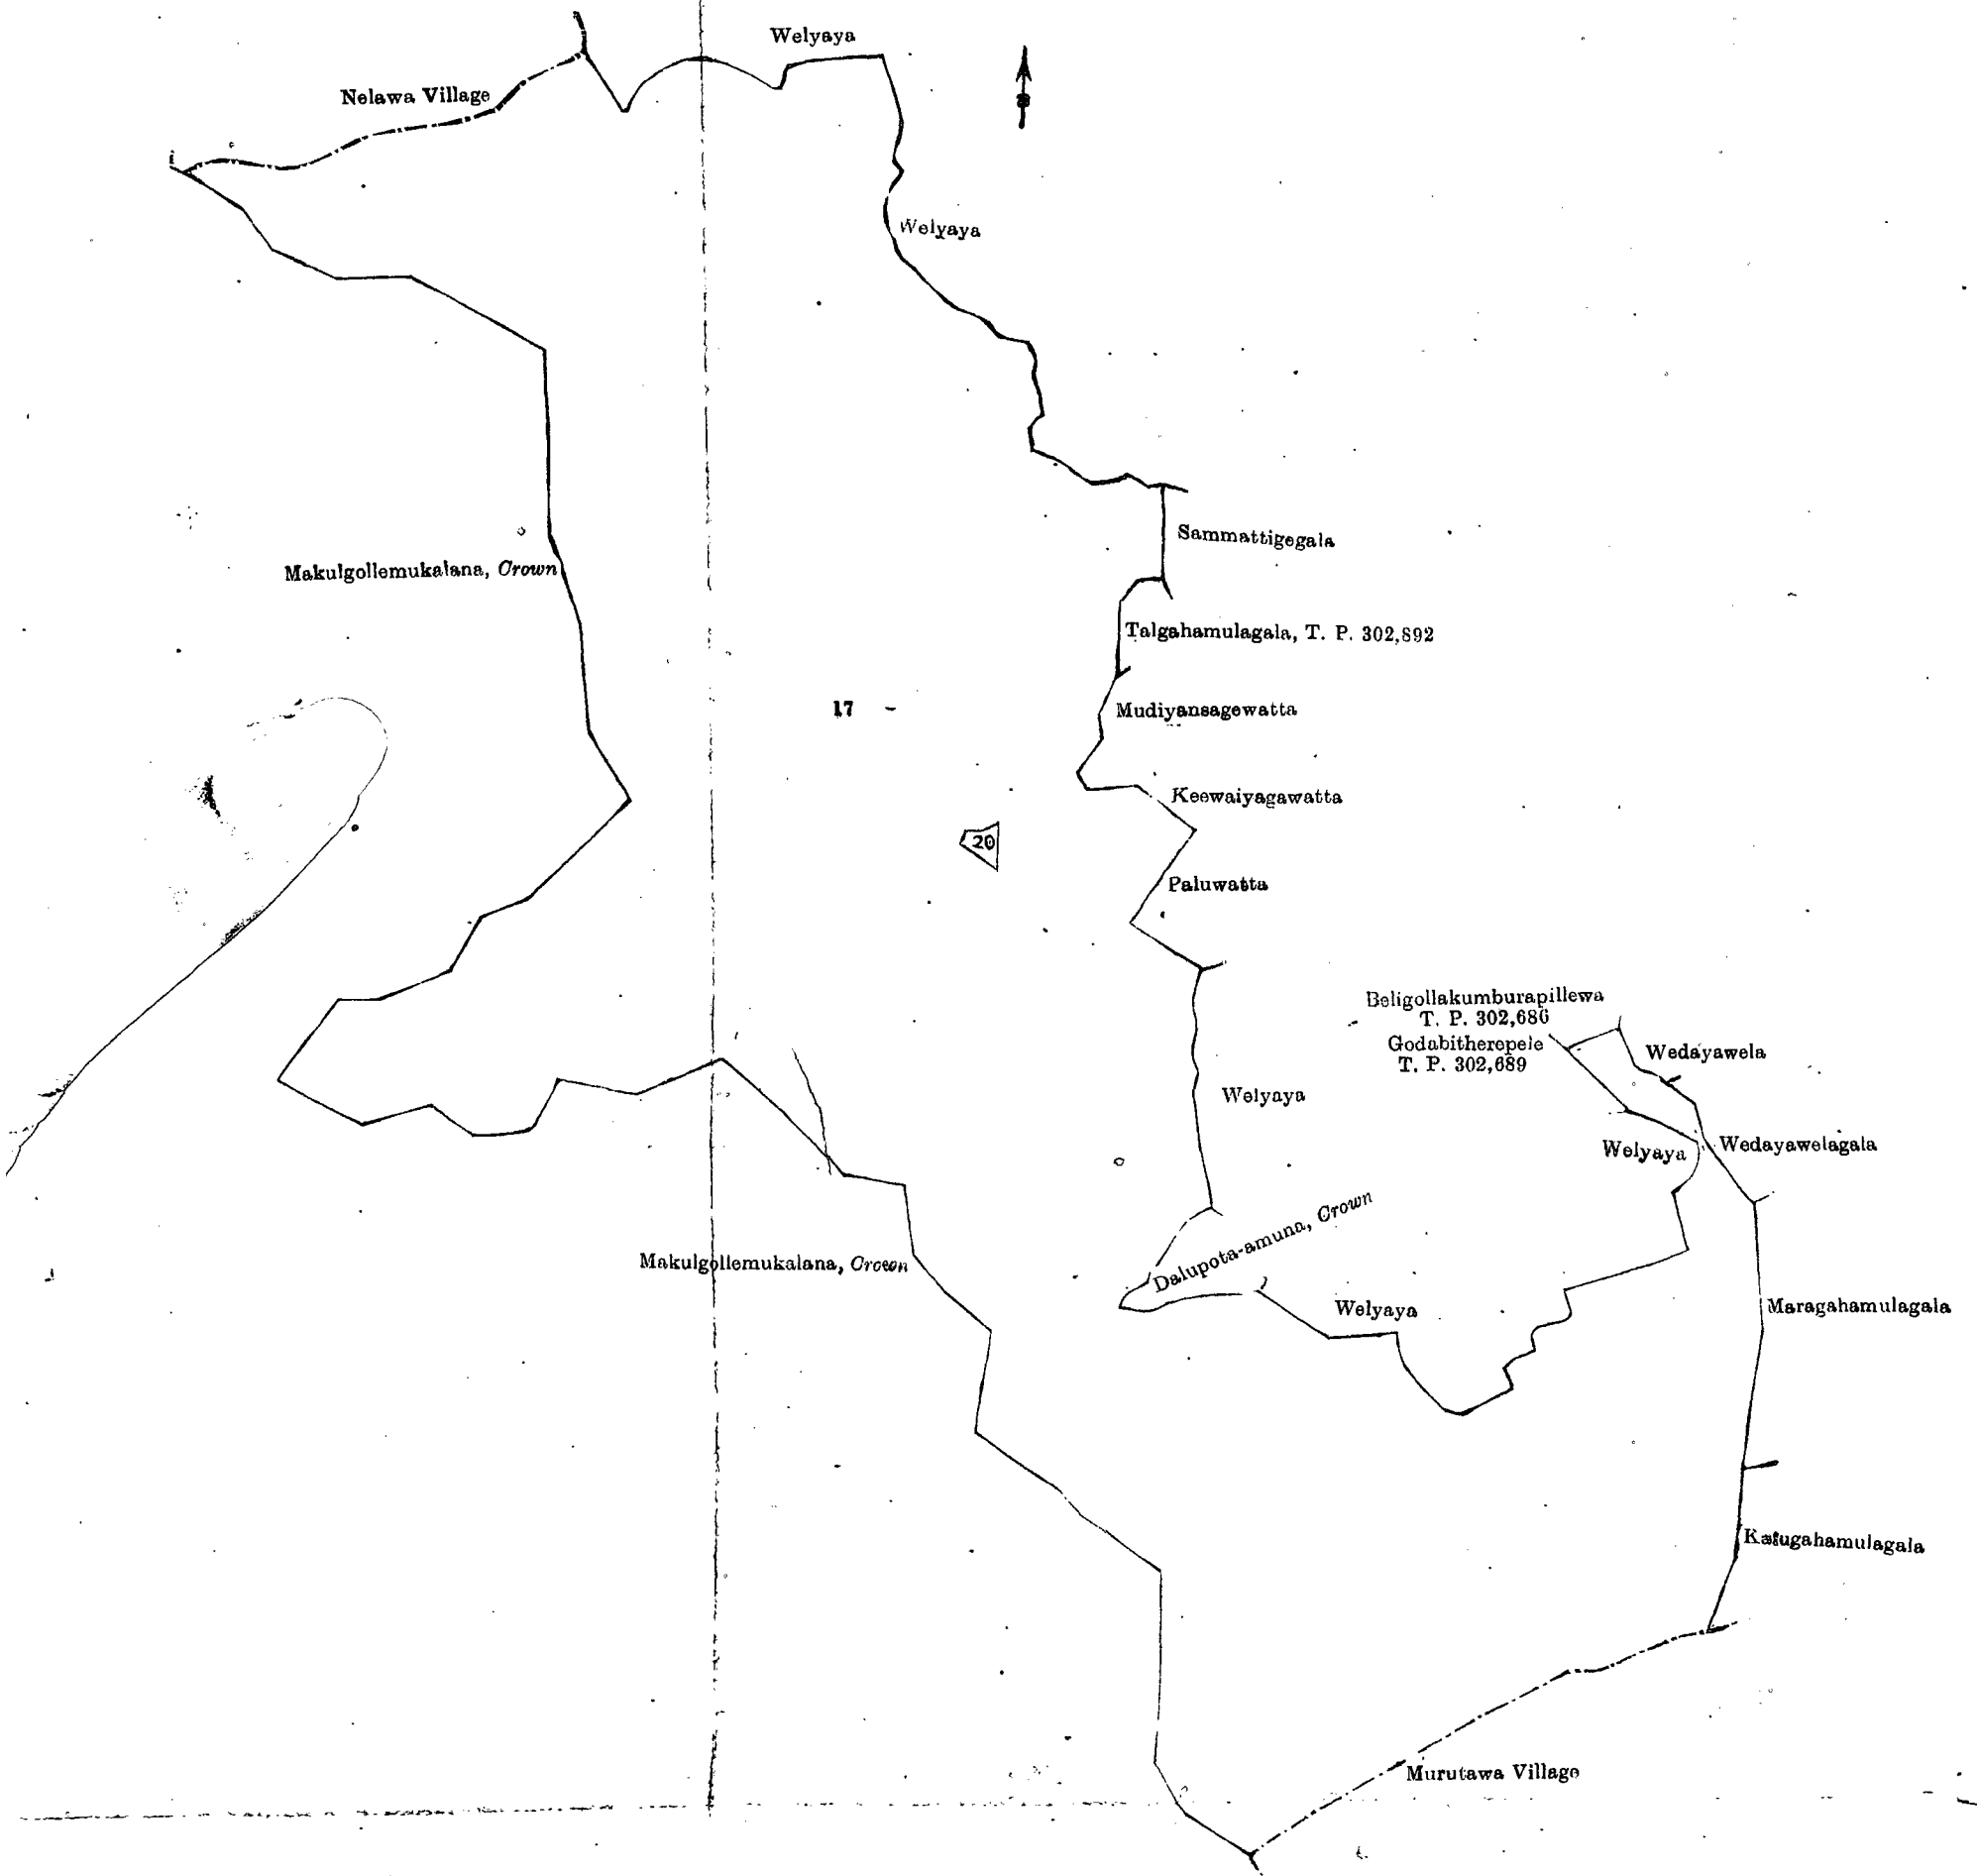 Welyaya
Nelawa Village
Welyaya
Sammattigegala
Makulgollemukalana, Crown
Talgahamulagala, T. P. 302,892
17
Mudiyansagewatta
Keewaiyagawatta
20
Paluwatta
Beligollakumburapillewa
T. P. 302,686
Godabitherepele
T. P. 302,689
Wedayawela
Welyaya
Welyaya
Wedayawelagala
Dalupota-amuna, Crown
Makulgollemukalana, Crown
Welyaya
Maragahamulagala
Katugahamulagala
Murutawa Village